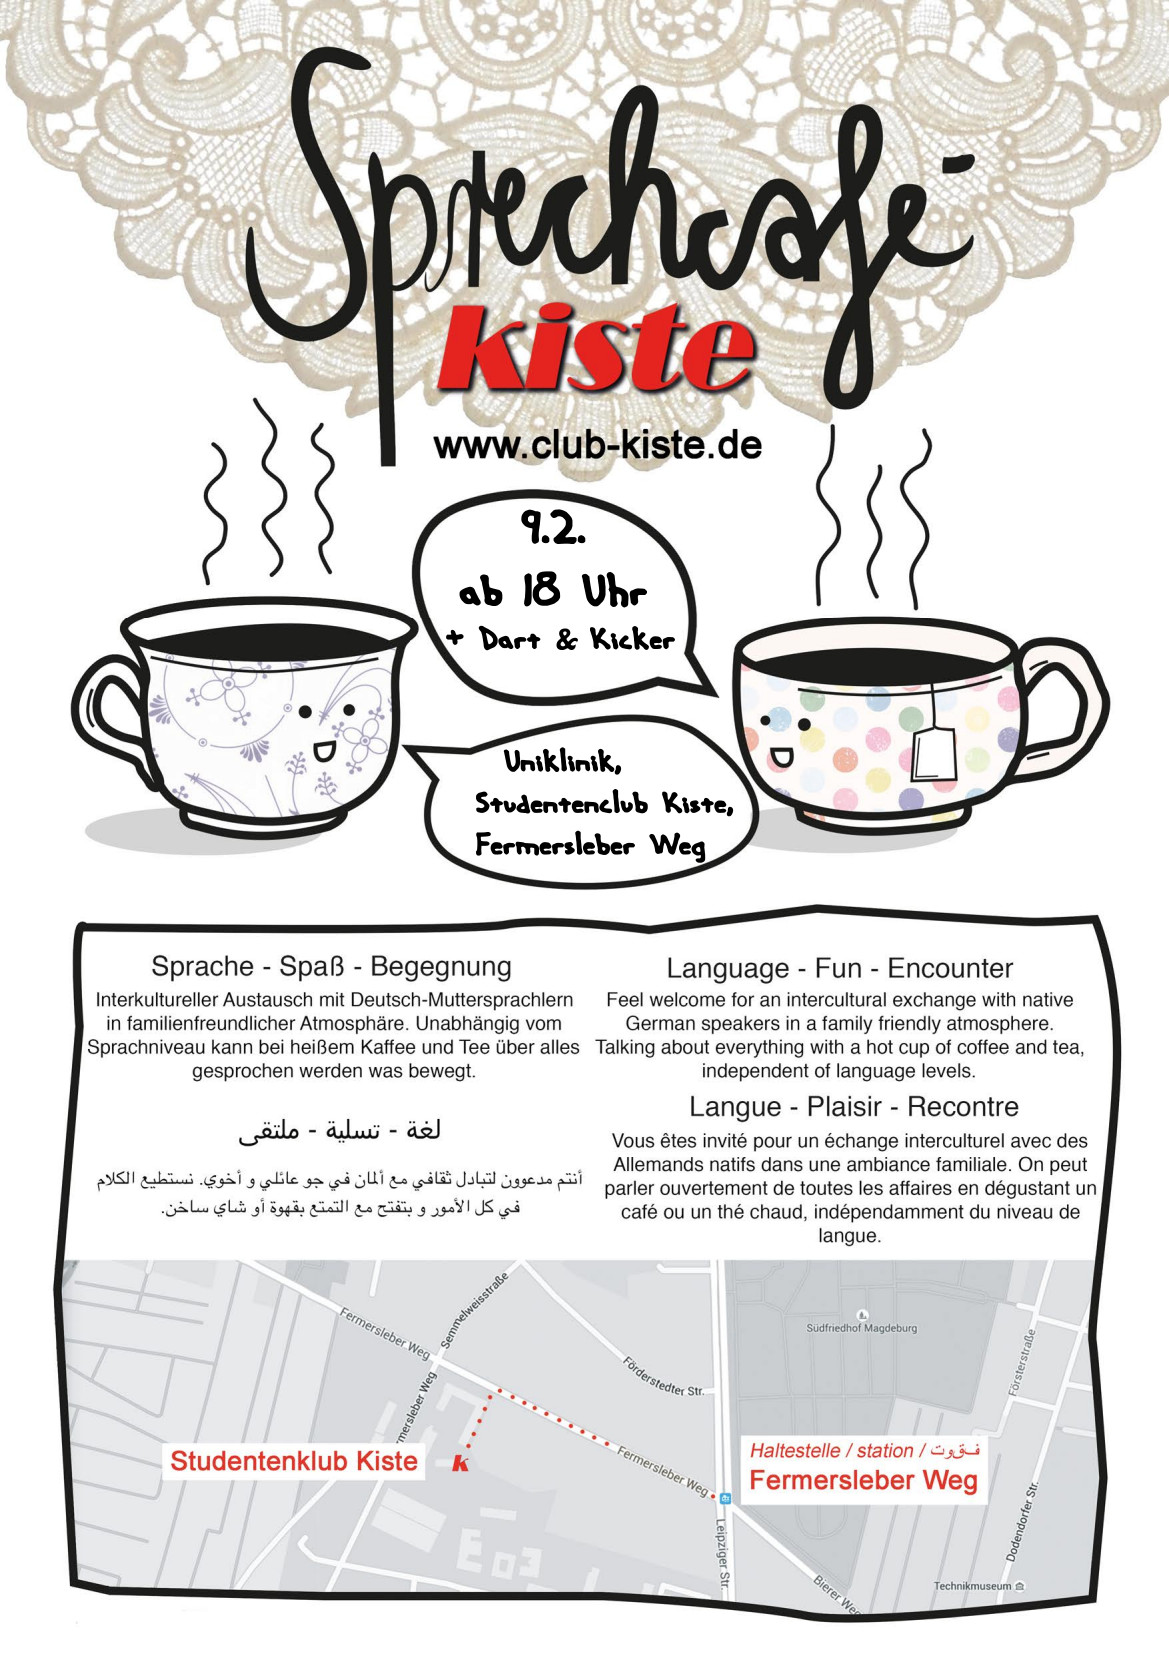 Sprechcafé
kiste
www.club-kiste.de
9.2.
ab 18 Uhr
+ Dart & Kicker
Uniklinik,
Studentenclub Kiste,
Fermersleber Weg
Sprache - Spaß - Begegnung
Interkultureller Austausch mit Deutsch-Muttersprachlern
in familienfreundlicher Atmosphäre. Unabhängig vom
Sprachniveau kann bei heißem Kaffee und Tee über alles
gesprochen werden was bewegt.
لغة - تسلية - ملتقى
أنتم مدعوون لتبادل ثقافي مع ألمان في جو عائلي و أخوي. نستطيع الكلام
في كل الأمور و بتفتح مع التمتع بقهوة أو شاي ساخن.
Language - Fun - Encounter
Feel welcome for an intercultural exchange with native
German speakers in a family friendly atmosphere.
Talking about everything with a hot cup of coffee and tea,
independent of language levels.
Langue - Plaisir - Recontre
Vous êtes invité pour un échange interculturel avec des
Allemands natifs dans une ambiance familiale. On peut
parler ouvertement de toutes les affaires en dégustant un
café ou un thé chaud, indépendamment du niveau de
langue.
Fermersleber Weg
Semmelweisstraße
Förderstedter Str.
Südfriedhof Magdeburg
Försterstraße
mersleber Weg
Studentenklub Kiste
k
Fermersleber Weg
Haltestelle / station / فقوت
Fermersleber Weg
Leipziger Str.
Dodendorfer Str.
Bierer Weg
Technikmuseum